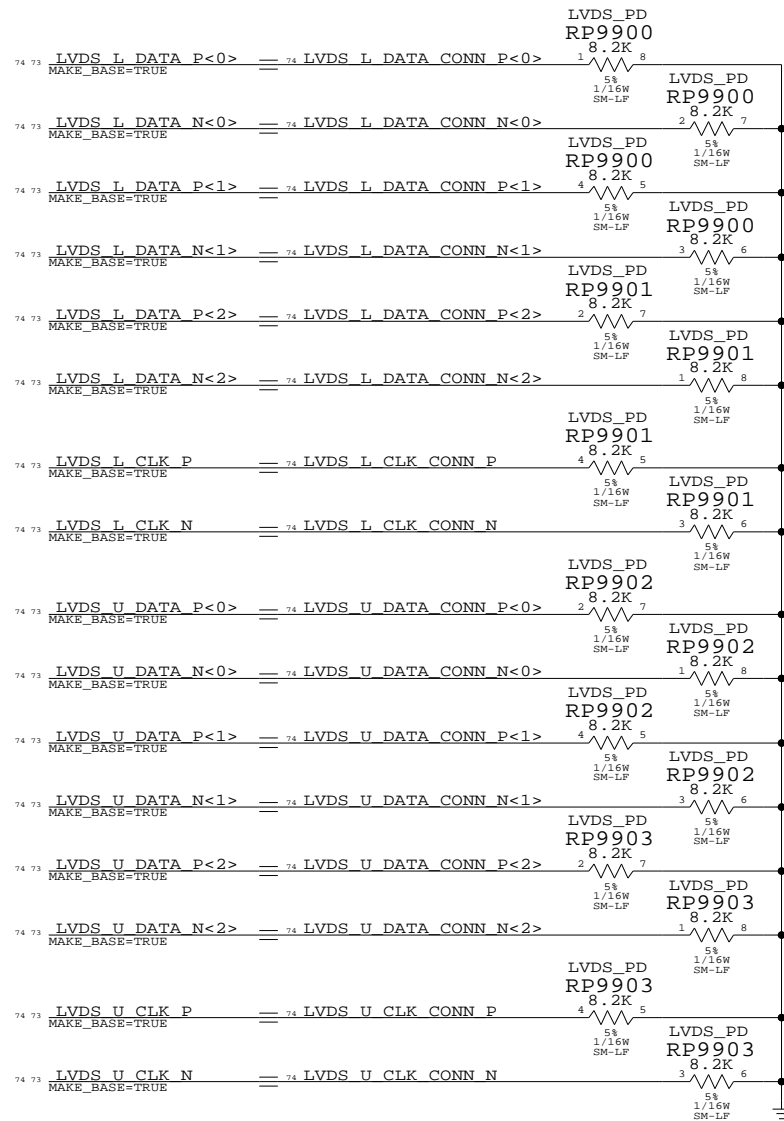 LVDS_PD
RP9900
8.2K
74 73 LVDS_L_DATA_P<0> 74 LVDS_L_DATA_CONN_P<0> 1 8
MAKE_BASE=TRUE
5%
1/16W
SM-LF
LVDS_PD
RP9900
8.2K
74 73 LVDS_L_DATA_N<0> 74 LVDS_L_DATA_CONN_N<0> 2 7
MAKE_BASE=TRUE
5%
1/16W
SM-LF
LVDS_PD
RP9900
8.2K
74 73 LVDS_L_DATA_P<1> 74 LVDS_L_DATA_CONN_P<1> 4 5
MAKE_BASE=TRUE
5%
1/16W
SM-LF
LVDS_PD
RP9900
8.2K
74 73 LVDS_L_DATA_N<1> 74 LVDS_L_DATA_CONN_N<1> 3 6
MAKE_BASE=TRUE
5%
1/16W
SM-LF
LVDS_PD
RP9901
8.2K
74 73 LVDS_L_DATA_P<2> 74 LVDS_L_DATA_CONN_P<2> 2 7
MAKE_BASE=TRUE
5%
1/16W
SM-LF
LVDS_PD
RP9901
8.2K
74 73 LVDS_L_DATA_N<2> 74 LVDS_L_DATA_CONN_N<2> 1 8
MAKE_BASE=TRUE
5%
1/16W
SM-LF
LVDS_PD
RP9901
8.2K
74 73 LVDS_L_CLK_P 74 LVDS_L_CLK_CONN_P 4 5
MAKE_BASE=TRUE
5%
1/16W
SM-LF
LVDS_PD
RP9901
8.2K
74 73 LVDS_L_CLK_N 74 LVDS_L_CLK_CONN_N 3 6
MAKE_BASE=TRUE
5%
1/16W
SM-LF
LVDS_PD
RP9902
8.2K
74 73 LVDS_U_DATA_P<0> 74 LVDS_U_DATA_CONN_P<0> 2 7
MAKE_BASE=TRUE
5%
1/16W
SM-LF
LVDS_PD
RP9902
8.2K
74 73 LVDS_U_DATA_N<0> 74 LVDS_U_DATA_CONN_N<0> 1 8
MAKE_BASE=TRUE
5%
1/16W
SM-LF
LVDS_PD
RP9902
8.2K
74 73 LVDS_U_DATA_P<1> 74 LVDS_U_DATA_CONN_P<1> 4 5
MAKE_BASE=TRUE
5%
1/16W
SM-LF
LVDS_PD
RP9902
8.2K
74 73 LVDS_U_DATA_N<1> 74 LVDS_U_DATA_CONN_N<1> 3 6
MAKE_BASE=TRUE
5%
1/16W
SM-LF
LVDS_PD
RP9903
8.2K
74 73 LVDS_U_DATA_P<2> 74 LVDS_U_DATA_CONN_P<2> 2 7
MAKE_BASE=TRUE
5%
1/16W
SM-LF
LVDS_PD
RP9903
8.2K
74 73 LVDS_U_DATA_N<2> 74 LVDS_U_DATA_CONN_N<2> 1 8
MAKE_BASE=TRUE
5%
1/16W
SM-LF
LVDS_PD
RP9903
8.2K
74 73 LVDS_U_CLK_P 74 LVDS_U_CLK_CONN_P 4 5
MAKE_BASE=TRUE
5%
1/16W
SM-LF
LVDS_PD
RP9903
8.2K
74 73 LVDS_U_CLK_N 74 LVDS_U_CLK_CONN_N 3 6
MAKE_BASE=TRUE
5%
1/16W
SM-LF